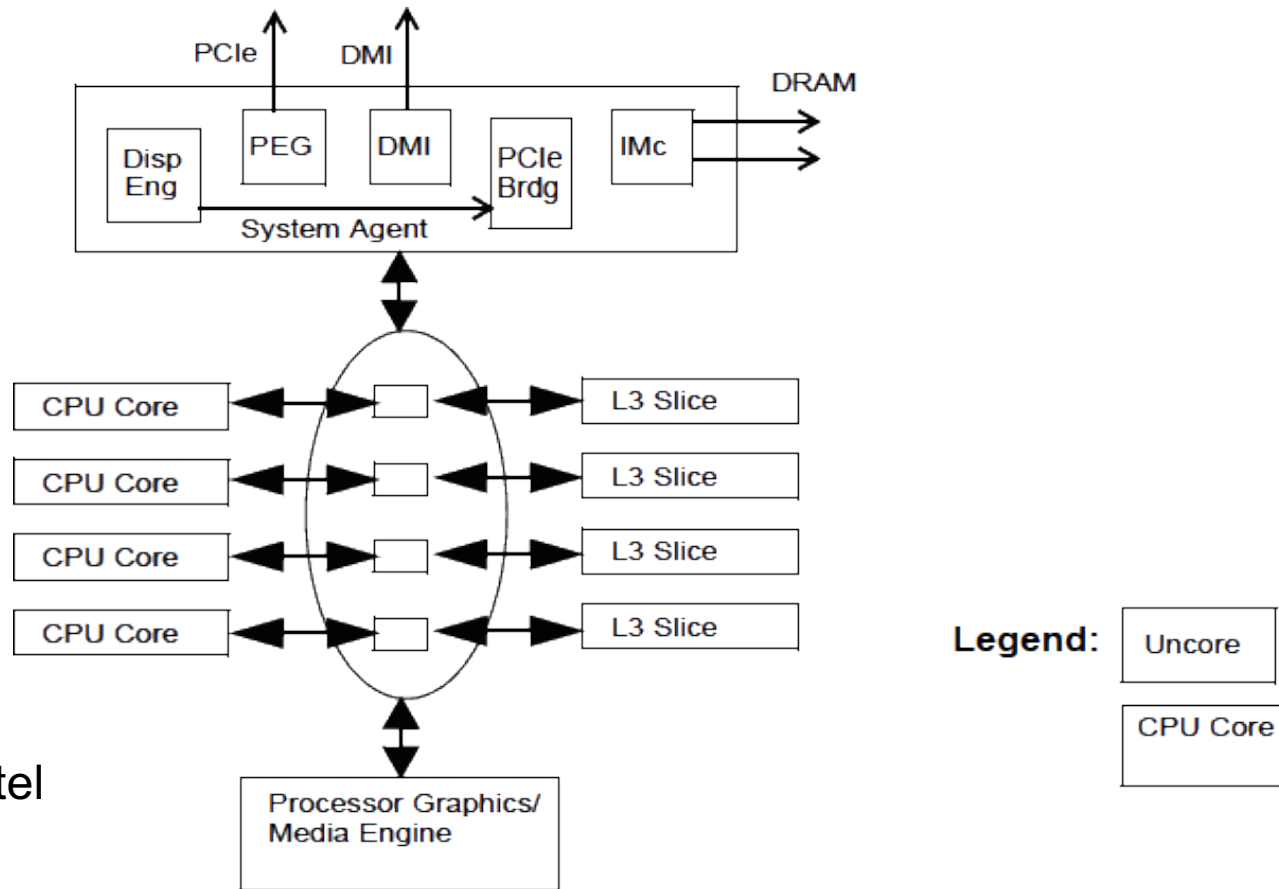 PCIe
DMI
DRAM
Disp
Eng
PEG
DMI
PCIe
Brdg
IMc
System Agent
CPU Core
L3 Slice
CPU Core
L3 Slice
CPU Core
L3 Slice
CPU Core
L3 Slice
Legend:
Uncore
CPU Core
tel
Processor Graphics/
Media Engine